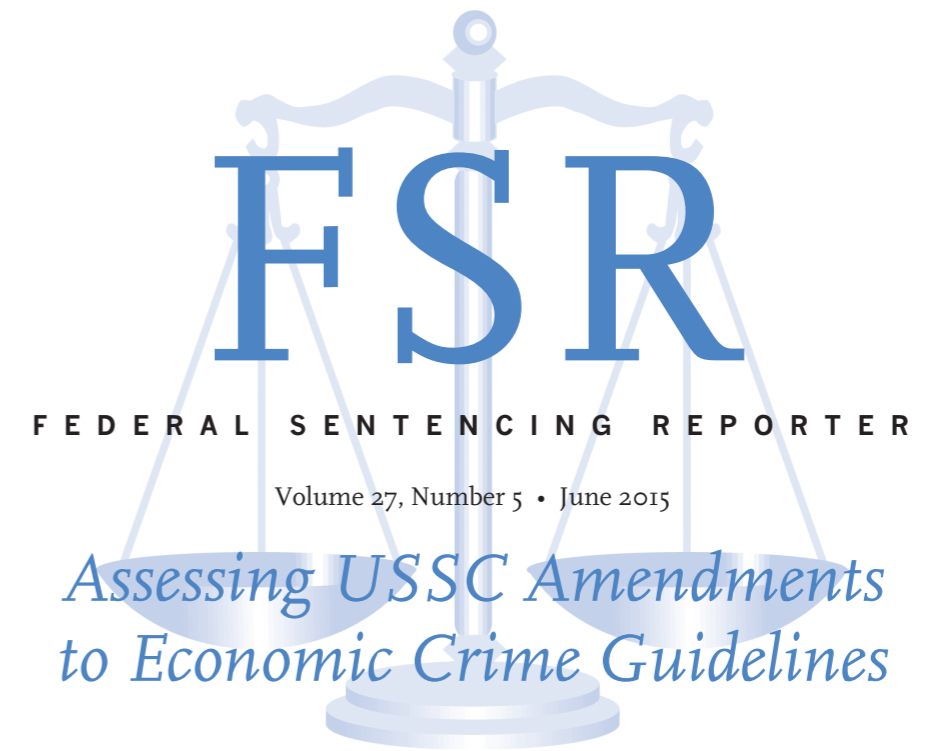 FSR
FEDERAL SENTENCING REPORTER
Volume 27, Number 5 • June 2015
Assessing USSC Amendments
to Economic Crime Guidelines